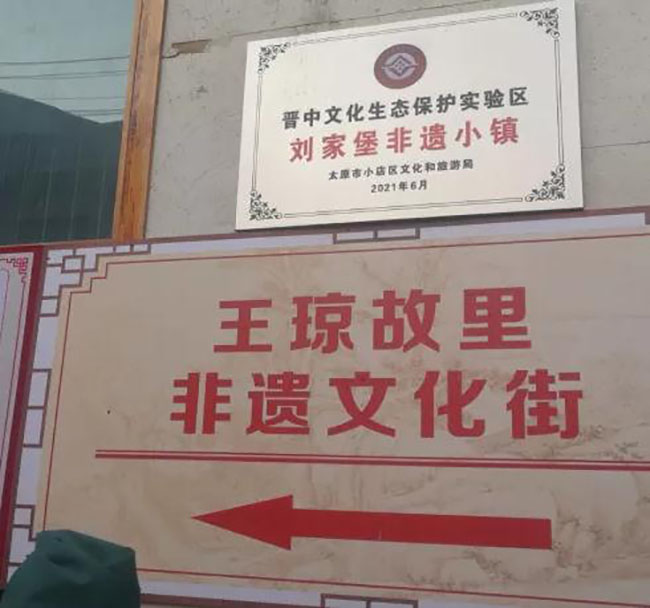 晋中文化生态保护实验区
刘家堡非遗小镇
太原市小店区文化和旅游局
2021年6月
王琼故里
非遗文化街